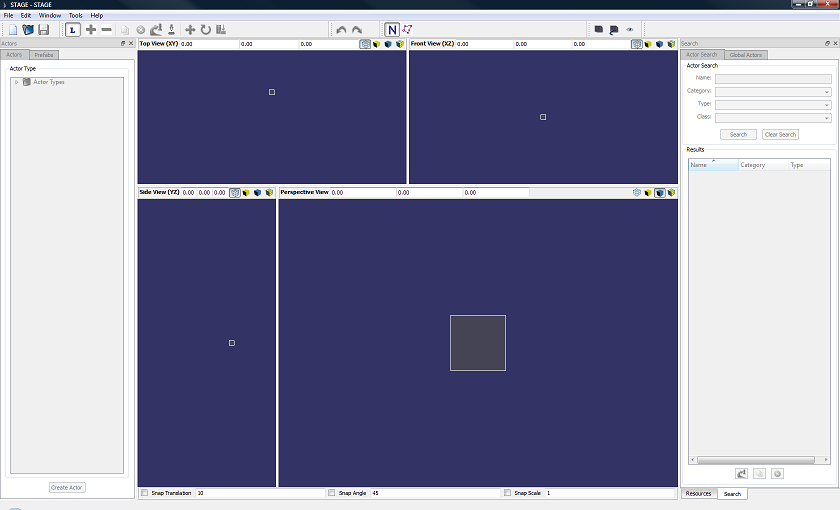 STAGE - STAGE
File Edit Window Tools Help
L N
Actors
Actors Prefabs
Actor Type
Actor Types
Create Actor
Top View (XY) 0.00 0.00 0.00
Front View (XZ) 0.00 0.00 0.00
Side View (YZ) 0.00 0.00 0.00
Perspective View 0.00 0.00 0.00
Snap Translation 10
Snap Angle 45
Snap Scale 1
Search
Actor Search Global Actors
Actor Search
Name:
Category:
Type:
Class:
Search Clear Search
Results
Name Category Type
Resources Search